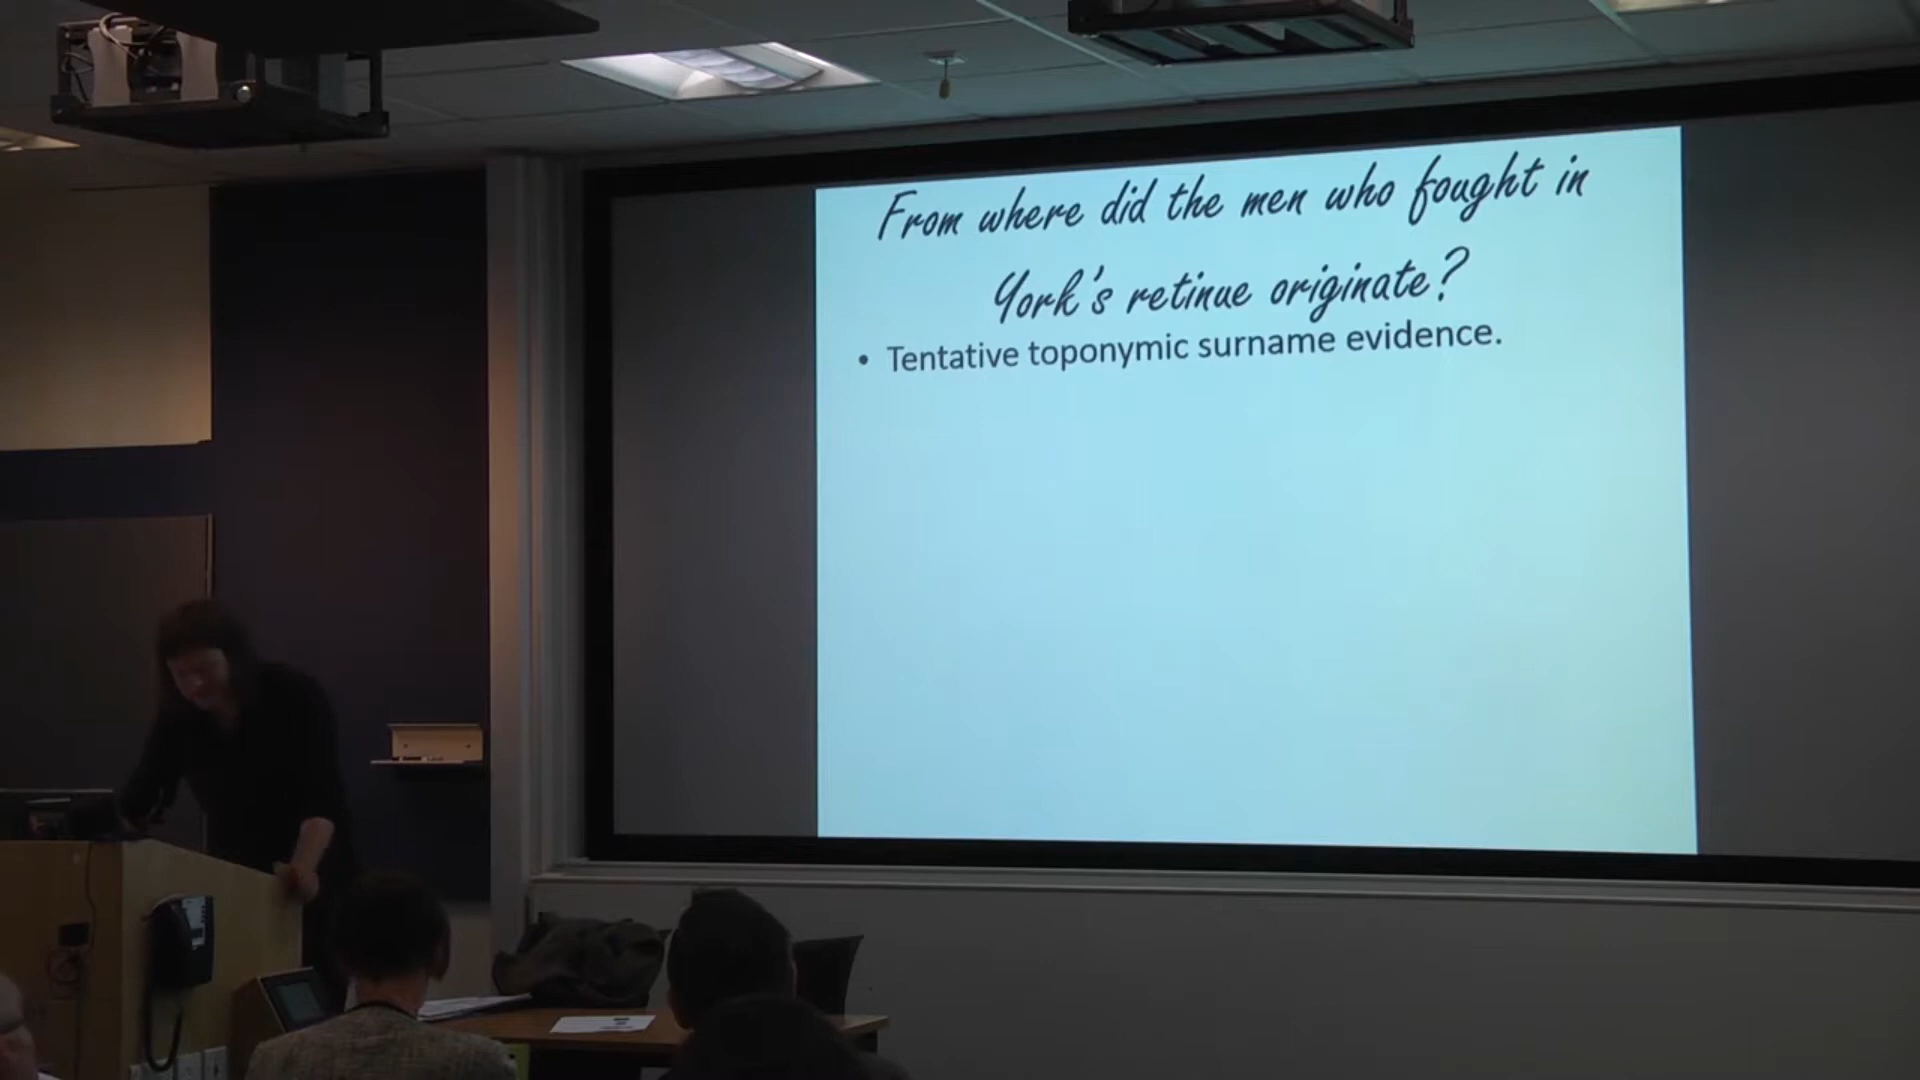 From where did the men who fought in
York's retinue originate?
• Tentative toponymic surname evidence.